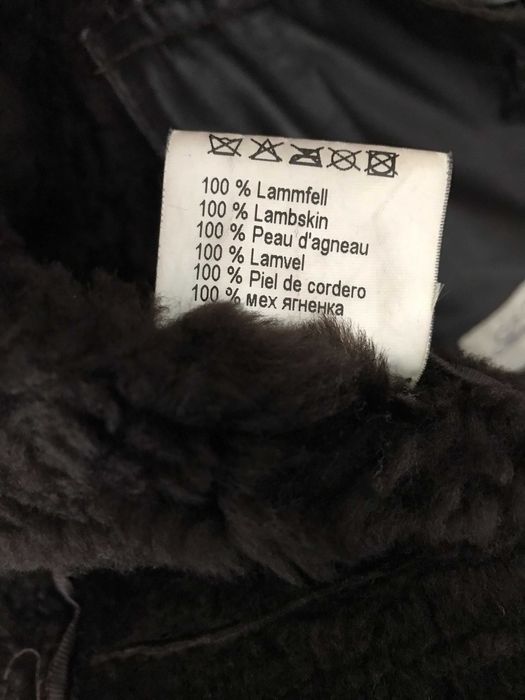 100 % Lammfell
100 % Lambskin
100 % Peau d'agneau
100 % Lamvel
100 % Piel de cordero
100 % мех ягненка